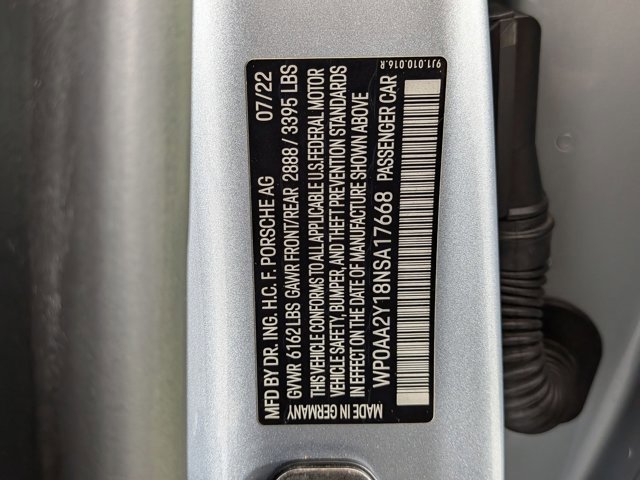 MFD BY DR. ING. H.C. F. PORSCHE AG 07/22
GVWR 6162 LBS GAWR FRONT/REAR 2888 / 3395 LBS
THIS VEHICLE CONFORMS TO ALL APPLICABLE U.S.FEDERAL MOTOR
VEHICLE SAFETY, BUMPER, AND THEFT PREVENTION STANDARDS
IN EFFECT ON THE DATE OF MANUFACTURE SHOWN ABOVE
WP0AA2Y18NSA17668 PASSENGER CAR
MADE IN GERMANY 9J1.010.016.R